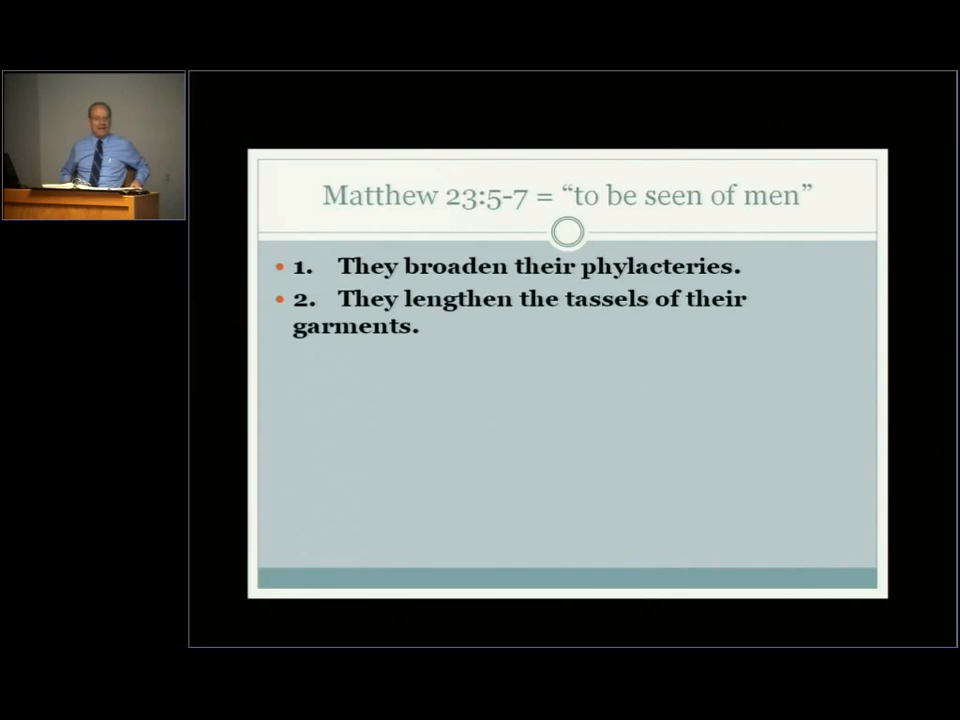 Matthew 23:5-7 = “to be seen of men”
• 1. They broaden their phylacteries.
• 2. They lengthen the tassels of their
garments.